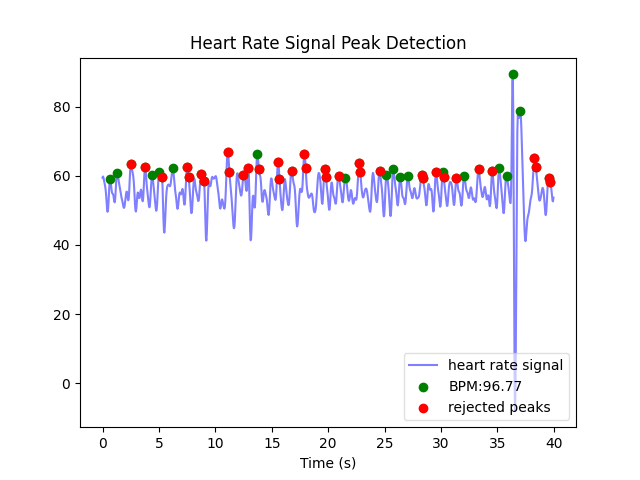 Heart Rate Signal Peak Detection
80
60
40
20
0
heart rate signal
BPM:96.77
rejected peaks
0 5 10 15 20 25 30 35 40
Time (s)